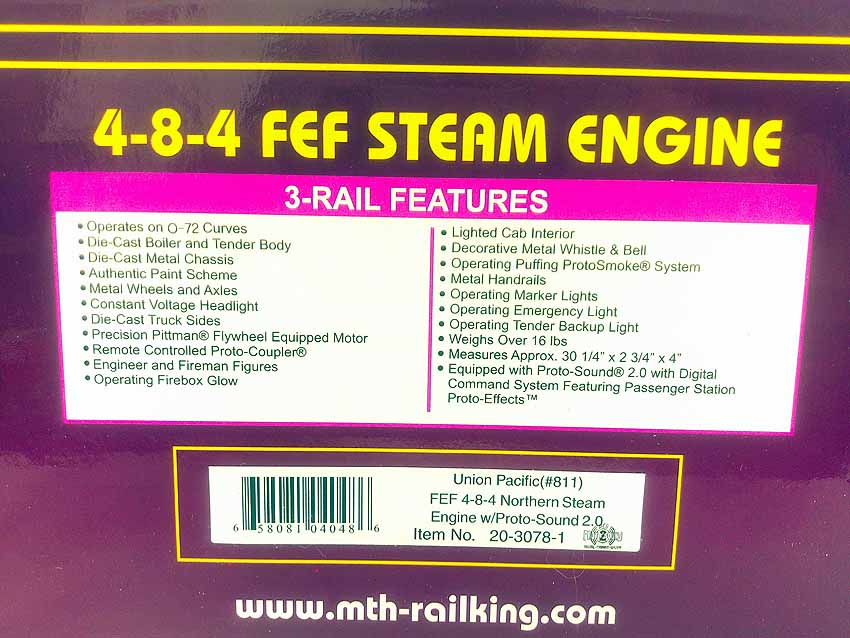 4-8-4 FEF STEAM ENGINE
3-RAIL FEATURES
• Operates on O-72 Curves
• Die-Cast Boiler and Tender Body
• Die-Cast Metal Chassis
• Authentic Paint Scheme
• Metal Wheels and Axles
• Constant Voltage Headlight
• Die-Cast Truck Sides
• Precision Pittman® Flywheel Equipped Motor
• Remote Controlled Proto-Coupler®
• Engineer and Fireman Figures
• Operating Firebox Glow
• Lighted Cab Interior
• Decorative Metal Whistle & Bell
• Operating Puffing ProtoSmoke® System
• Metal Handrails
• Operating Marker Lights
• Operating Emergency Light
• Operating Tender Backup Light
• Weighs Over 16 lbs
• Measures Approx. 30 1/4" x 2 3/4" x 4"
• Equipped with Proto-Sound® 2.0 with Digital
Command System Featuring Passenger Station
Proto-Effects™
6 58081 04048 6
Union Pacific(#811)
FEF 4-8-4 Northern Steam
Engine w/Proto-Sound 2.0
Item No. 20-3078-1
www.mth-railking.com